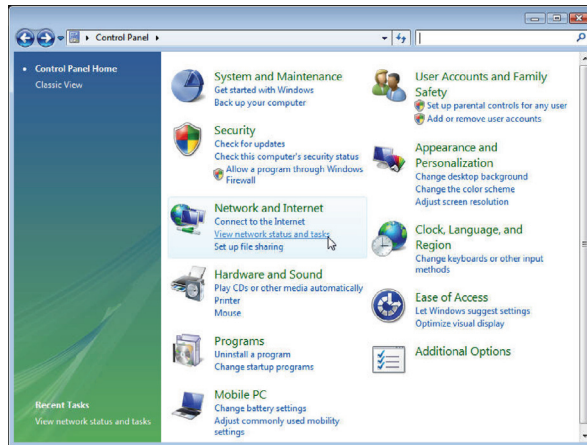 Control Panel
Control Panel Home
Classic View
System and Maintenance
Get started with Windows
Back up your computer
Security
Check for updates
Check this computer's security status
Allow a program through Windows
Firewall
Network and Internet
Connect to the Internet
View network status and tasks
Set up file sharing
Hardware and Sound
Play CDs or other media automatically
Printer
Mouse
Programs
Uninstall a program
Change startup programs
Mobile PC
Change battery settings
Adjust commonly used mobility
settings
User Accounts and Family
Safety
Set up parental controls for any user
Add or remove user accounts
Appearance and
Personalization
Change desktop background
Change the color scheme
Adjust screen resolution
Clock, Language, and
Region
Change keyboards or other input
methods
Ease of Access
Let Windows suggest settings
Optimize visual display
Additional Options
Recent Tasks
View network status and tasks